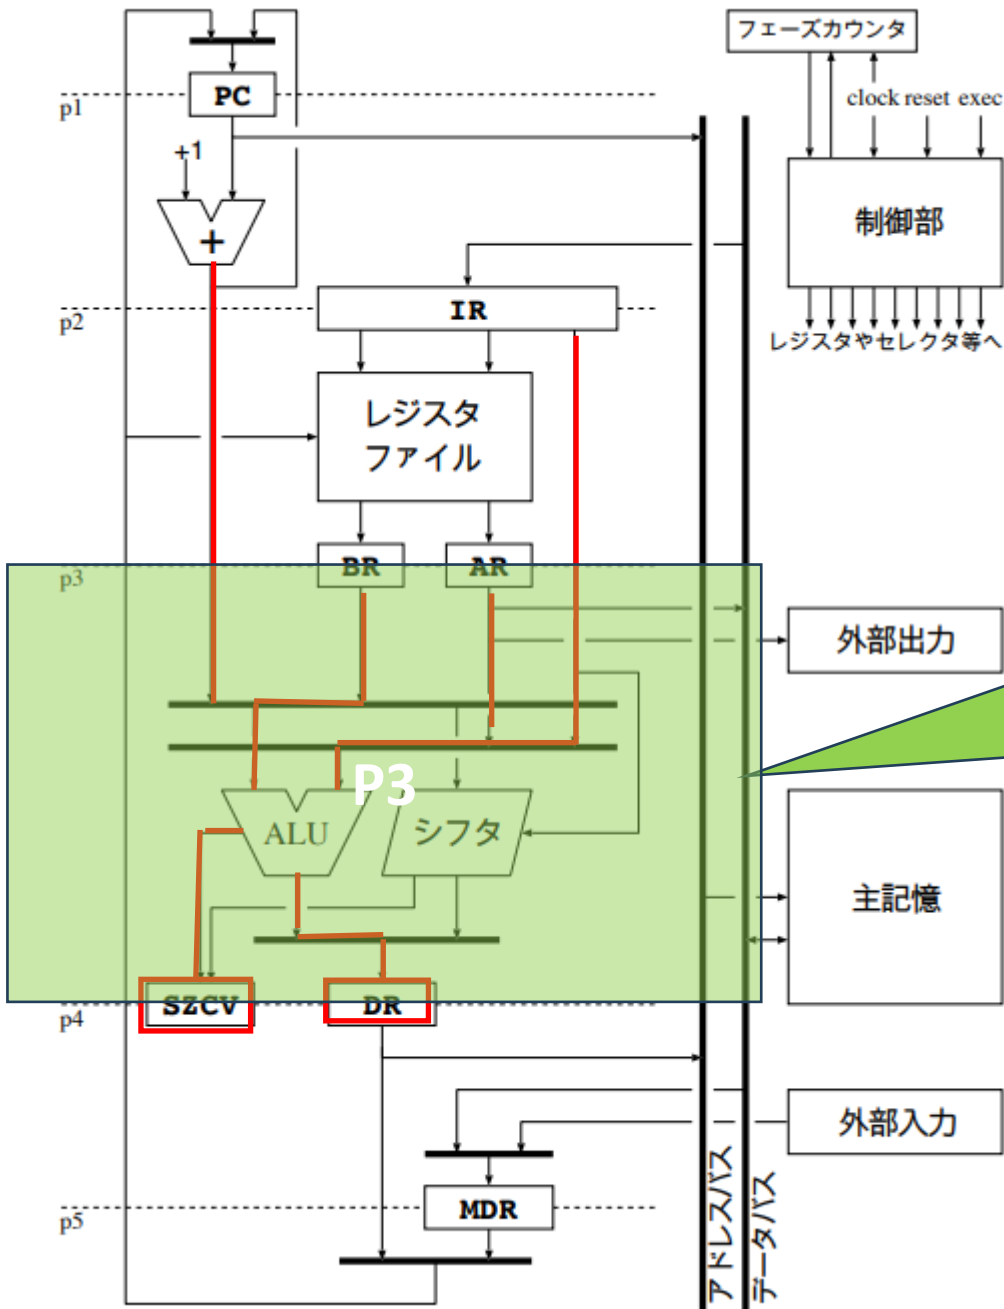 フェーズカウンタ
PC
p1
clock reset exec
+1
制御部
+
IR
p2
レジスタやセレクタ等へ
レジスタ
ファイル
BR
AR
p3
外部出力
P3
ALU
シフタ
主記憶
SZCV
DR
p4
外部入力
アドレスバス
データバス
MDR
p5